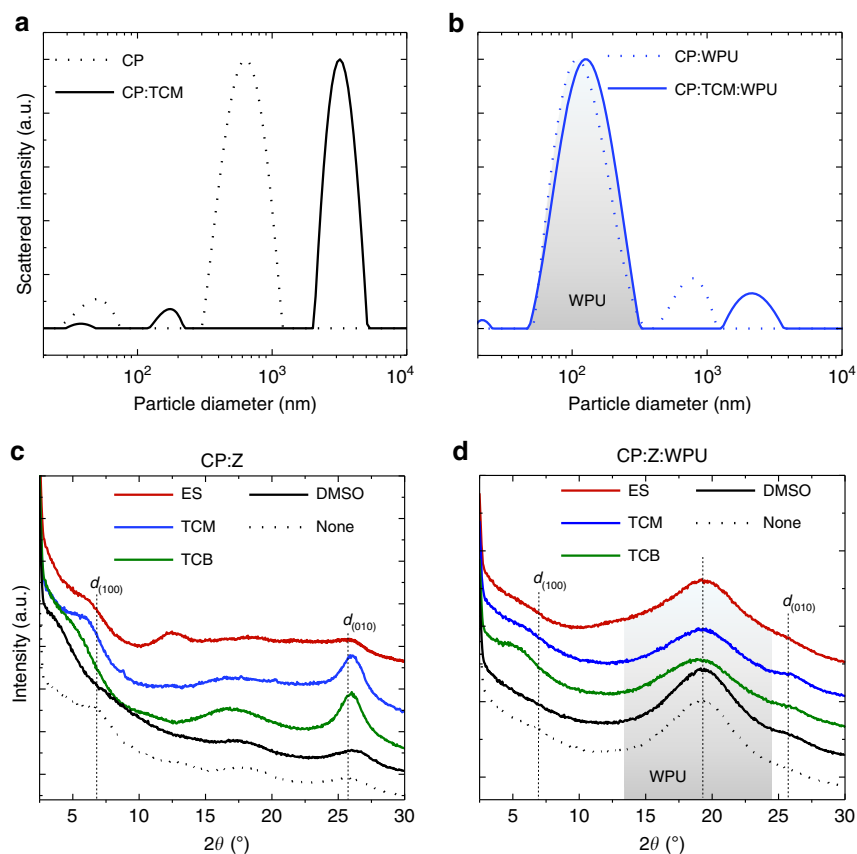 a
CP
CP:TCM
Scattered intensity (a.u.)
10²
10³
10⁴
Particle diameter (nm)
b
CP:WPU
CP:TCM:WPU
WPU
10²
10³
10⁴
Particle diameter (nm)
c
CP:Z
ES
DMSO
TCM
None
TCB
d(100)
d(010)
Intensity (a.u.)
5
10
15
20
25
30
2θ (°)
d
CP:Z:WPU
ES
DMSO
TCM
None
TCB
d(100)
d(010)
WPU
5
10
15
20
25
30
2θ (°)